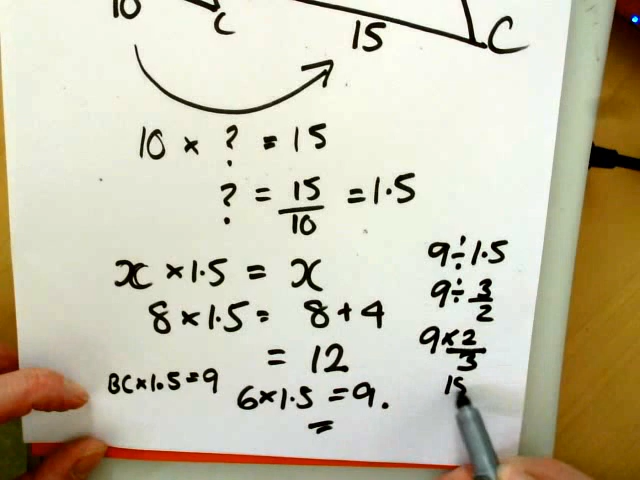 10
C
15
C
10 × ? = 15
? = 15/10 = 1.5
x × 1.5 = x
8 × 1.5 = 8 + 4
= 12
BC × 1.5 = 9
6 × 1.5 = 9.
9 ÷ 1.5
9 ÷ 3/2
9 × 2/3